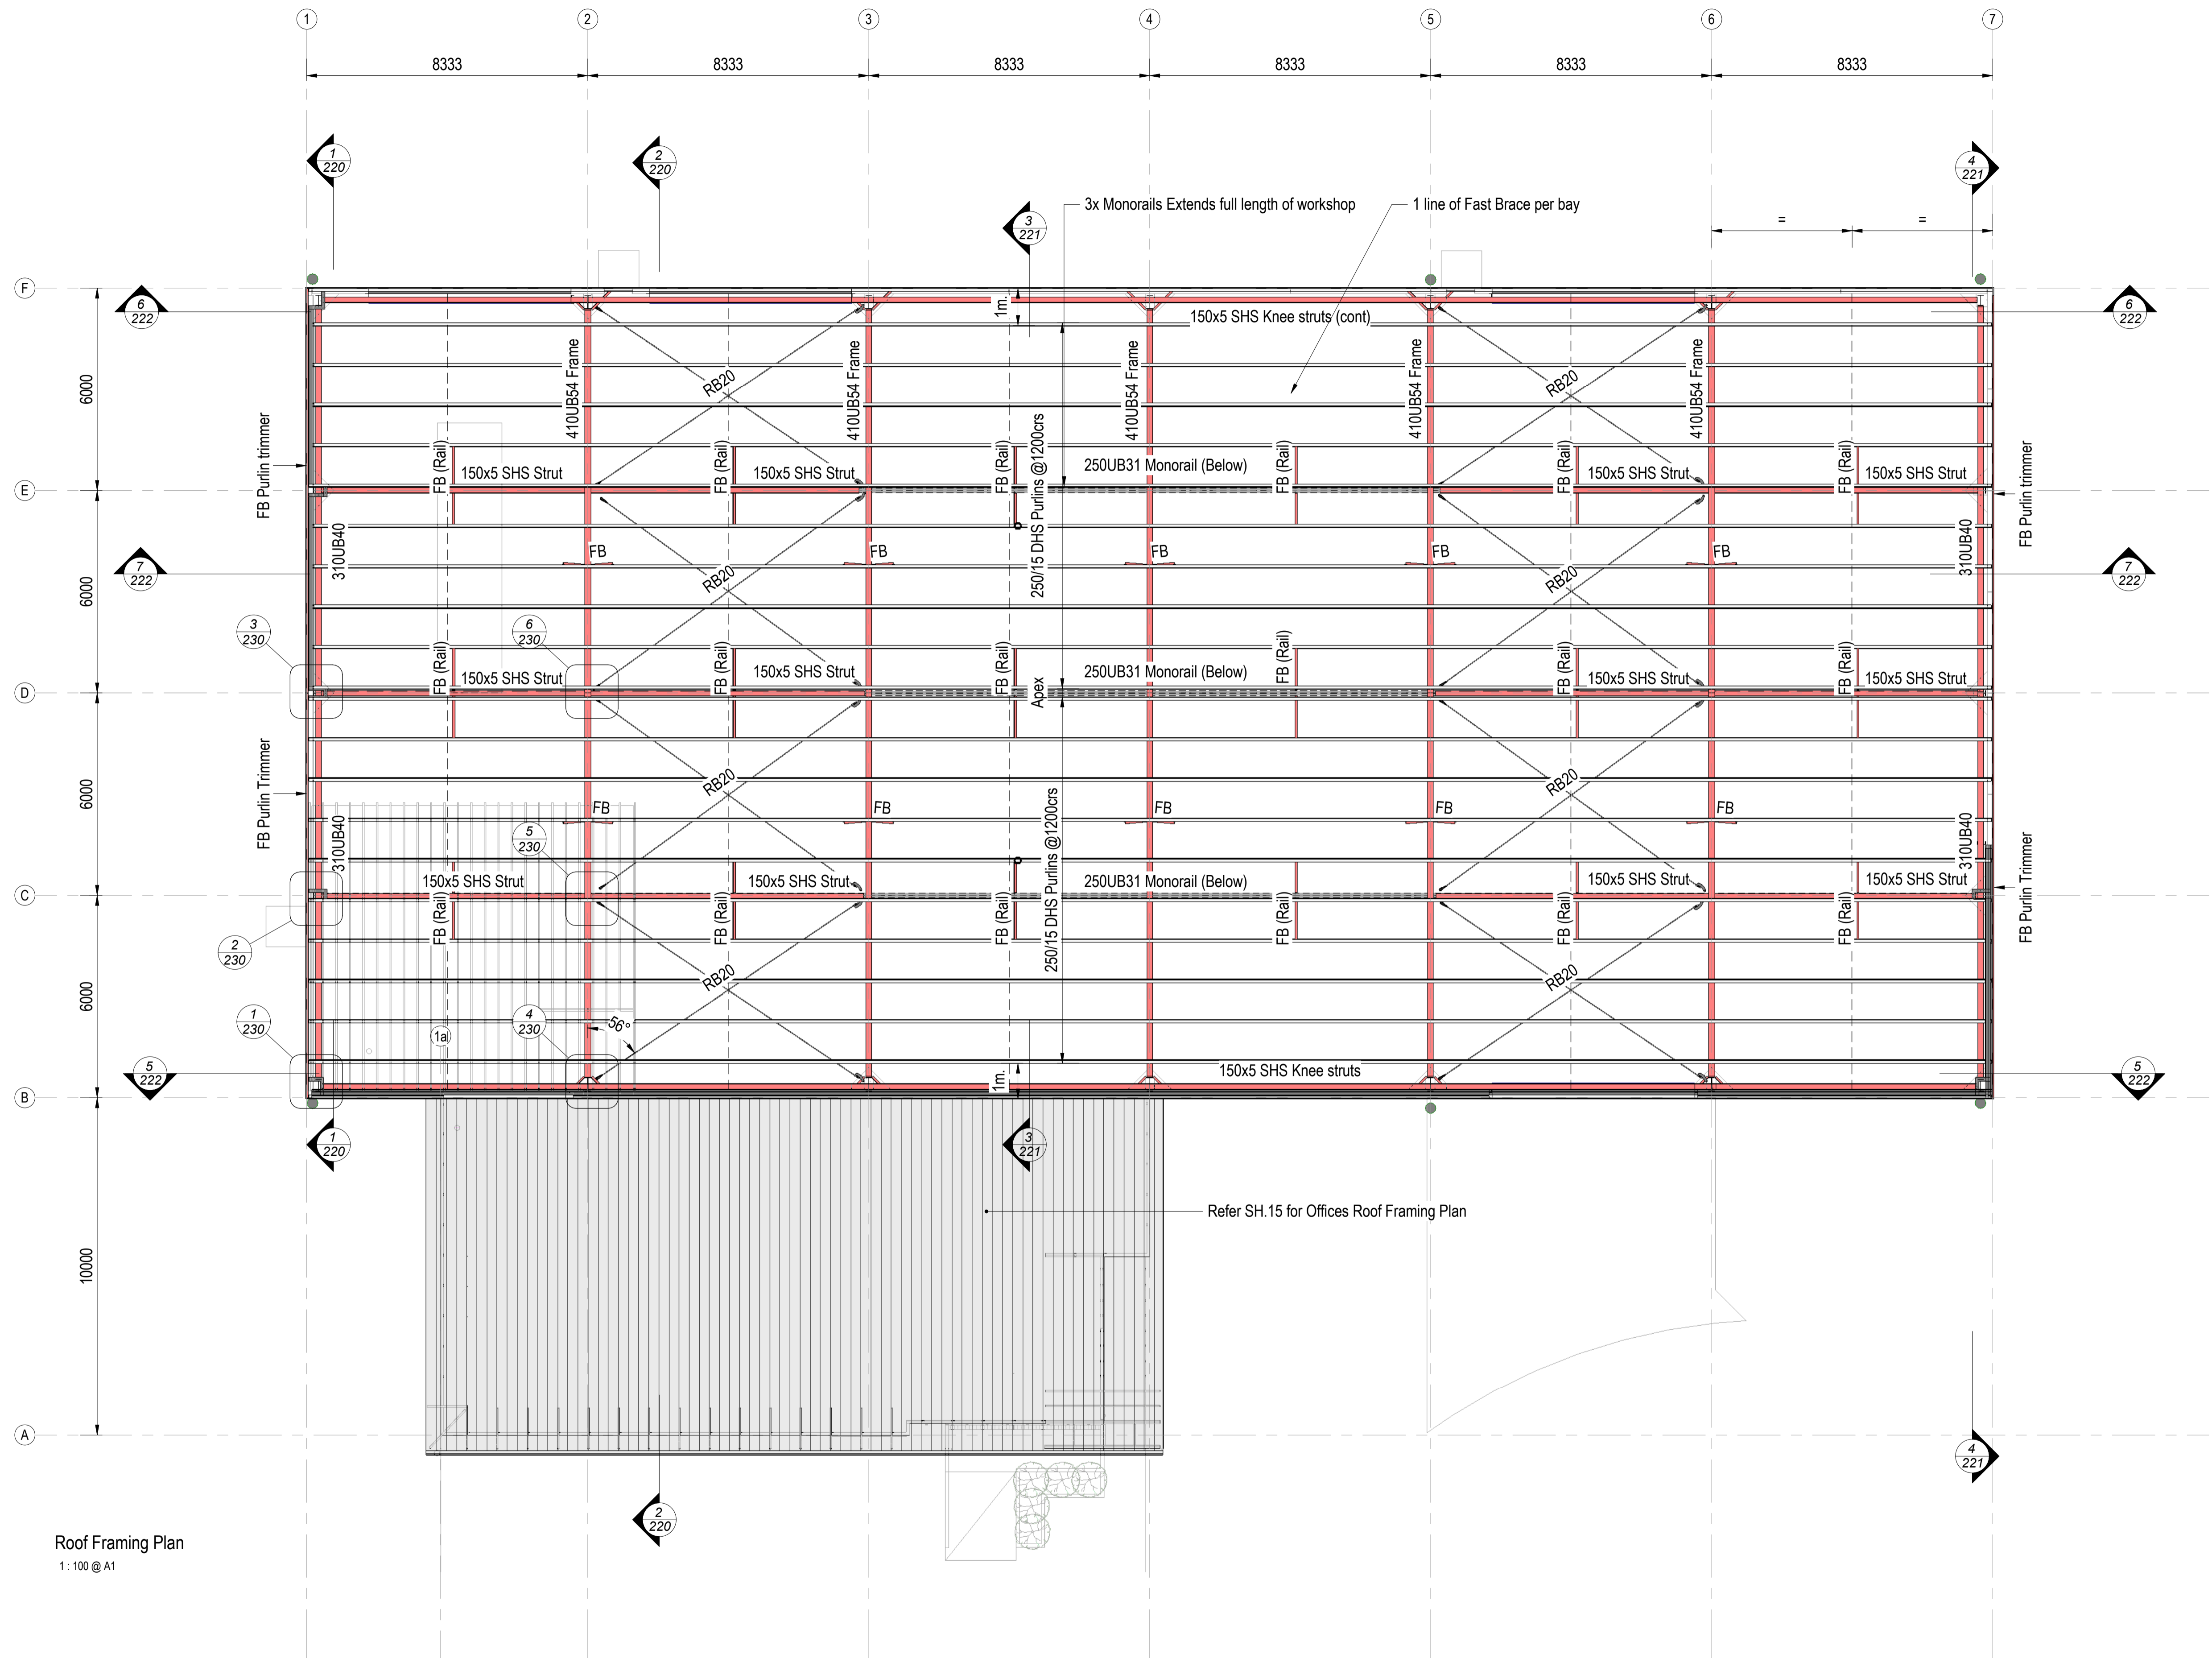 1 2 3 4 5 6 7
8333 8333 8333 8333 8333 8333
1
220
2
220
4
221
3x Monorails Extends full length of workshop
1 line of Fast Brace per bay
3
221
= =
F
6
222
6
222
1m.
150x5 SHS Knee struts (cont)
6000
410UB54 Frame
410UB54 Frame
410UB54 Frame
410UB54 Frame
410UB54 Frame
RB20
RB20
FB Purlin trimmer
FB Purlin trimmer
FB (Rail)
FB (Rail)
FB (Rail)
FB (Rail)
FB (Rail)
FB (Rail)
150x5 SHS Strut
150x5 SHS Strut
250UB31 Monorail (Below)
150x5 SHS Strut
150x5 SHS Strut
E
250/15 DHS Purlins @1200crs
310UB40
310UB40
7
222
7
222
FB
FB
FB
FB
FB
6000
RB20
RB20
3
230
6
230
FB (Rail)
FB (Rail)
FB (Rail)
FB (Rail)
FB (Rail)
FB (Rail)
150x5 SHS Strut
150x5 SHS Strut
250UB31 Monorail (Below)
150x5 SHS Strut
150x5 SHS Strut
D
Apex
FB Purlin Trimmer
6000
RB20
RB20
FB
FB
FB
FB
FB
310UB40
310UB40
5
230
250/15 DHS Purlins @1200crs
FB Purlin Trimmer
150x5 SHS Strut
150x5 SHS Strut
250UB31 Monorail (Below)
150x5 SHS Strut
150x5 SHS Strut
C
FB (Rail)
FB (Rail)
FB (Rail)
FB (Rail)
FB (Rail)
FB (Rail)
2
230
6000
RB20
RB20
1
230
1a
4
230
56°
5
222
1m.
150x5 SHS Knee struts
5
222
B
1
220
3
221
Refer SH.15 for Offices Roof Framing Plan
10000
A
4
221
2
220
Roof Framing Plan
1 : 100 @ A1